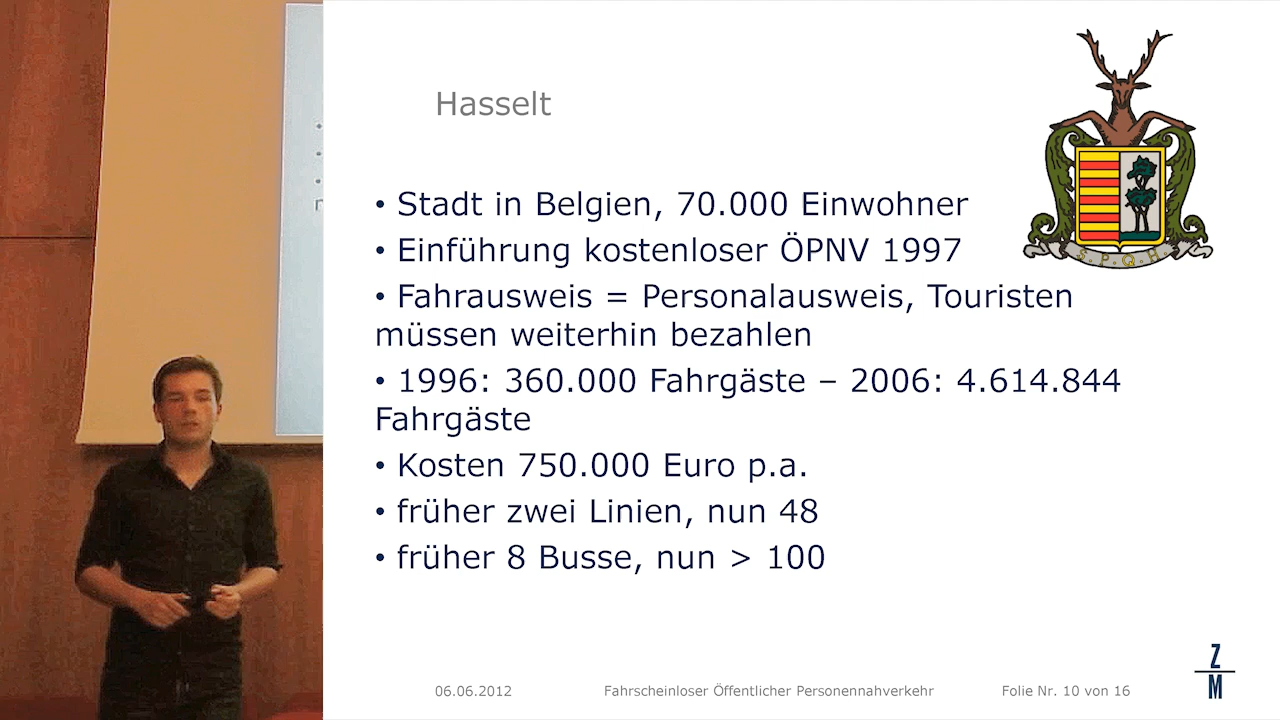 Hasselt
• Stadt in Belgien, 70.000 Einwohner
• Einführung kostenloser ÖPNV 1997
• Fahrausweis = Personalausweis, Touristen
müssen weiterhin bezahlen
• 1996: 360.000 Fahrgäste – 2006: 4.614.844
Fahrgäste
• Kosten 750.000 Euro p.a.
• früher zwei Linien, nun 48
• früher 8 Busse, nun > 100
S.P.Q.H.
Z
M
06.06.2012 Fahrscheinloser Öffentlicher Personennahverkehr Folie Nr. 10 von 16